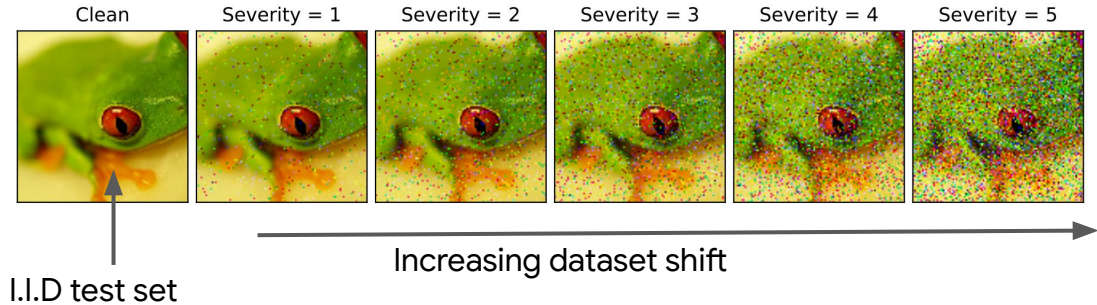 Clean
Severity = 1
Severity = 2
Severity = 3
Severity = 4
Severity = 5
Increasing dataset shift
I.I.D test set